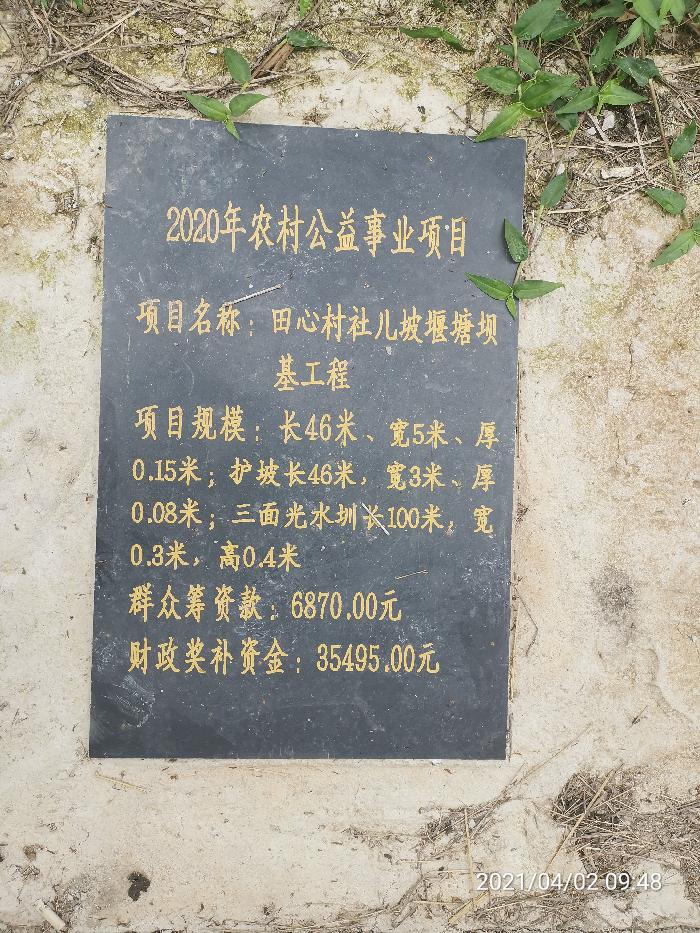 2020年农村公益事业项目
项目名称：田心村社儿坡堰塘坝
基工程
项目规模：长46米、宽5米、厚
0.15米；护坡长46米，宽3米、厚
0.08米；三面光水圳长100米，宽
0.3米，高0.4米
群众筹资款：6870.00元
财政奖补资金：35495.00元
2021/04/02 09:48